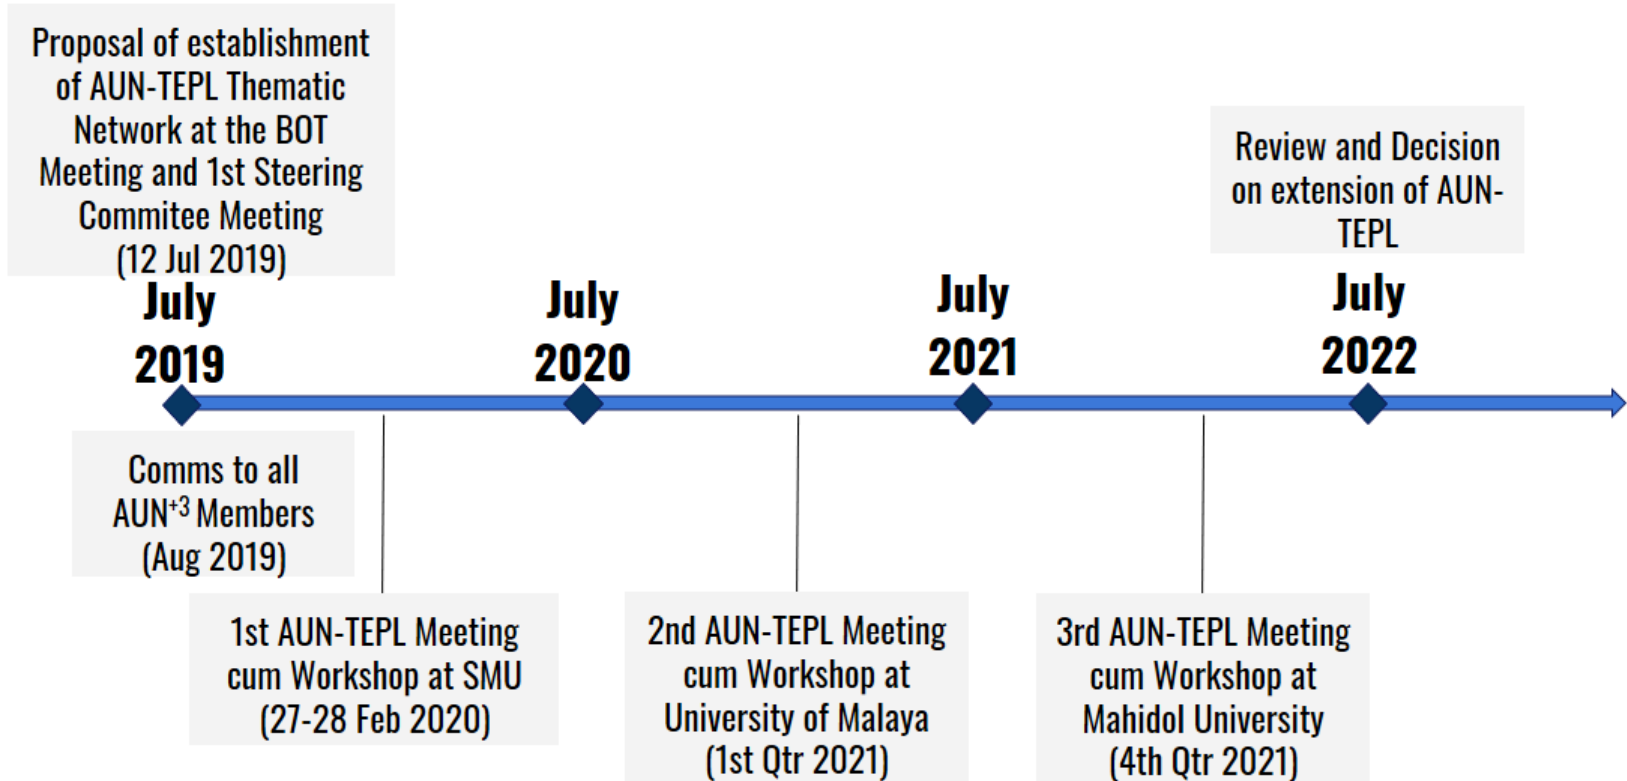 Proposal of establishment
of AUN-TEPL Thematic
Network at the BOT
Meeting and 1st Steering
Commitee Meeting
(12 Jul 2019)
Review and Decision
on extension of AUN-
TEPL
July
2019
July
2020
July
2021
July
2022
Comms to all
AUN+3 Members
(Aug 2019)
1st AUN-TEPL Meeting
cum Workshop at SMU
(27-28 Feb 2020)
2nd AUN-TEPL Meeting
cum Workshop at
University of Malaya
(1st Qtr 2021)
3rd AUN-TEPL Meeting
cum Workshop at
Mahidol University
(4th Qtr 2021)